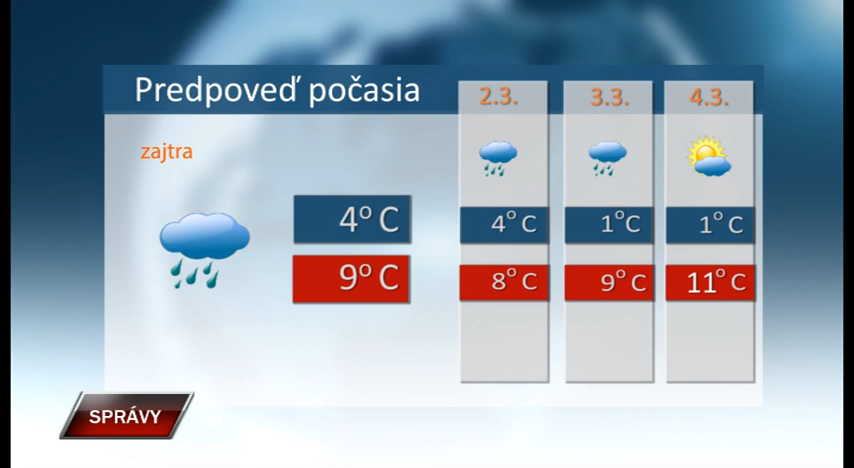 Predpoveď počasia
zajtra
4° C
9° C
2.3.
4° C
8° C
3.3.
1°C
9° C
4.3.
1° C
11° C
SPRÁVY